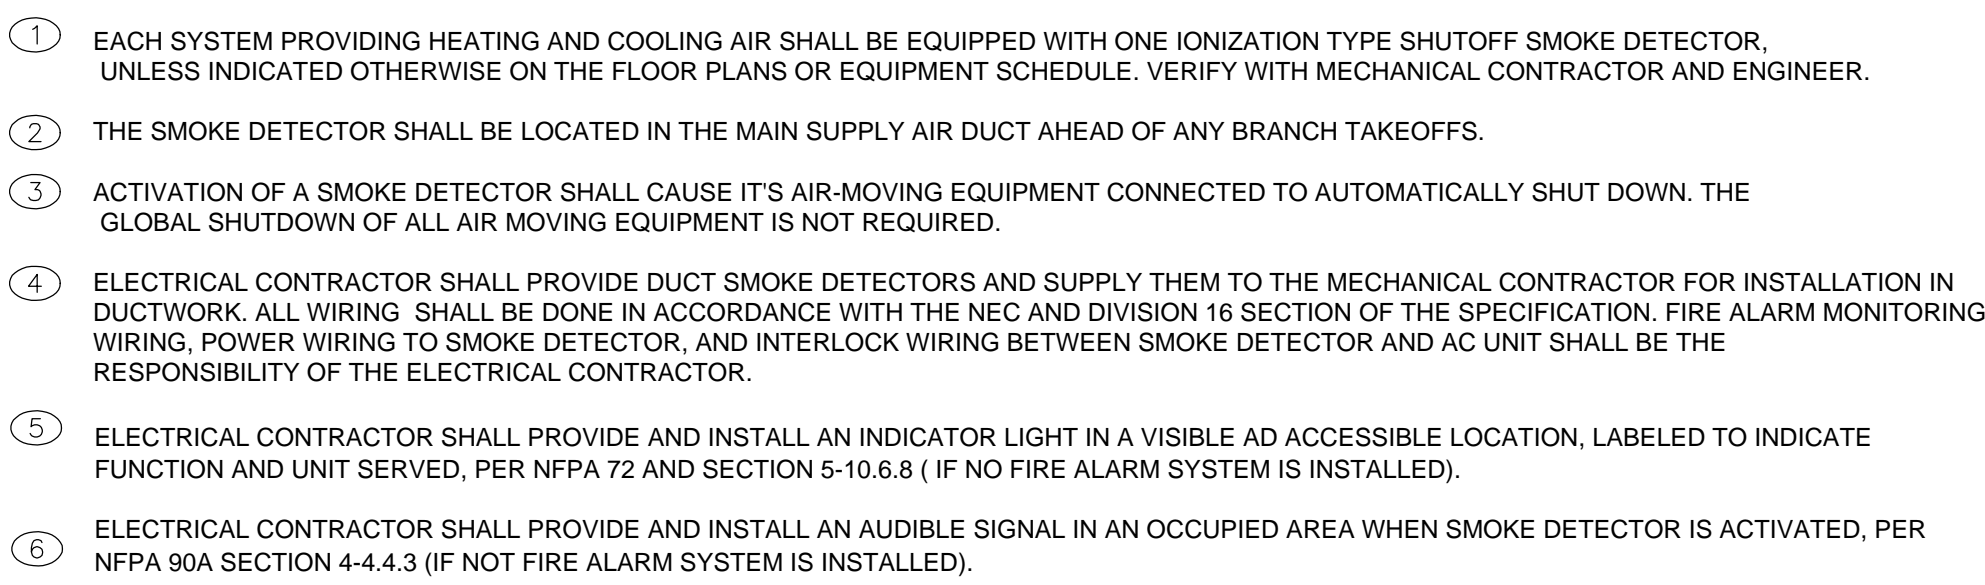 1 EACH SYSTEM PROVIDING HEATING AND COOLING AIR SHALL BE EQUIPPED WITH ONE IONIZATION TYPE SHUTOFF SMOKE DETECTOR,
UNLESS INDICATED OTHERWISE ON THE FLOOR PLANS OR EQUIPMENT SCHEDULE. VERIFY WITH MECHANICAL CONTRACTOR AND ENGINEER.
2 THE SMOKE DETECTOR SHALL BE LOCATED IN THE MAIN SUPPLY AIR DUCT AHEAD OF ANY BRANCH TAKEOFFS.
3 ACTIVATION OF A SMOKE DETECTOR SHALL CAUSE IT'S AIR-MOVING EQUIPMENT CONNECTED TO AUTOMATICALLY SHUT DOWN. THE
GLOBAL SHUTDOWN OF ALL AIR MOVING EQUIPMENT IS NOT REQUIRED.
4 ELECTRICAL CONTRACTOR SHALL PROVIDE DUCT SMOKE DETECTORS AND SUPPLY THEM TO THE MECHANICAL CONTRACTOR FOR INSTALLATION IN
DUCTWORK. ALL WIRING SHALL BE DONE IN ACCORDANCE WITH THE NEC AND DIVISION 16 SECTION OF THE SPECIFICATION. FIRE ALARM MONITORING
WIRING, POWER WIRING TO SMOKE DETECTOR, AND INTERLOCK WIRING BETWEEN SMOKE DETECTOR AND AC UNIT SHALL BE THE
RESPONSIBILITY OF THE ELECTRICAL CONTRACTOR.
5 ELECTRICAL CONTRACTOR SHALL PROVIDE AND INSTALL AN INDICATOR LIGHT IN A VISIBLE AD ACCESSIBLE LOCATION, LABELED TO INDICATE
FUNCTION AND UNIT SERVED, PER NFPA 72 AND SECTION 5-10.6.8 ( IF NO FIRE ALARM SYSTEM IS INSTALLED).
6 ELECTRICAL CONTRACTOR SHALL PROVIDE AND INSTALL AN AUDIBLE SIGNAL IN AN OCCUPIED AREA WHEN SMOKE DETECTOR IS ACTIVATED, PER
NFPA 90A SECTION 4-4.4.3 (IF NOT FIRE ALARM SYSTEM IS INSTALLED).